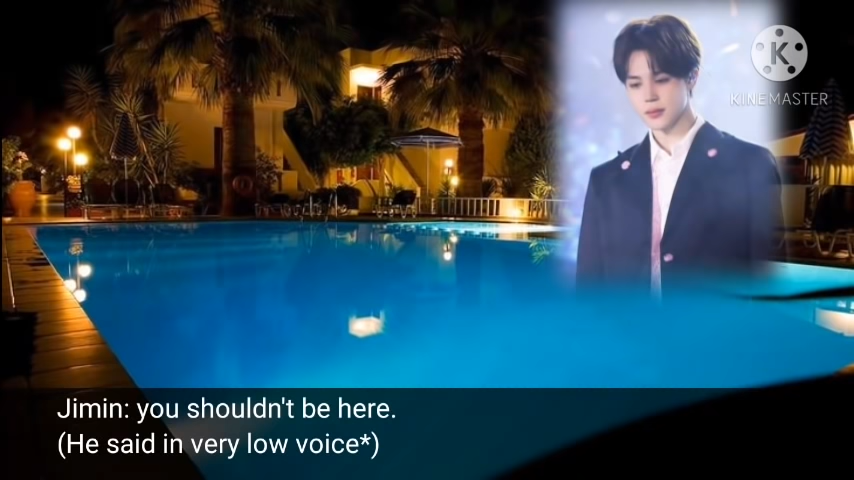 K
KINEMASTER
Jimin: you shouldn't be here.
(He said in very low voice*)